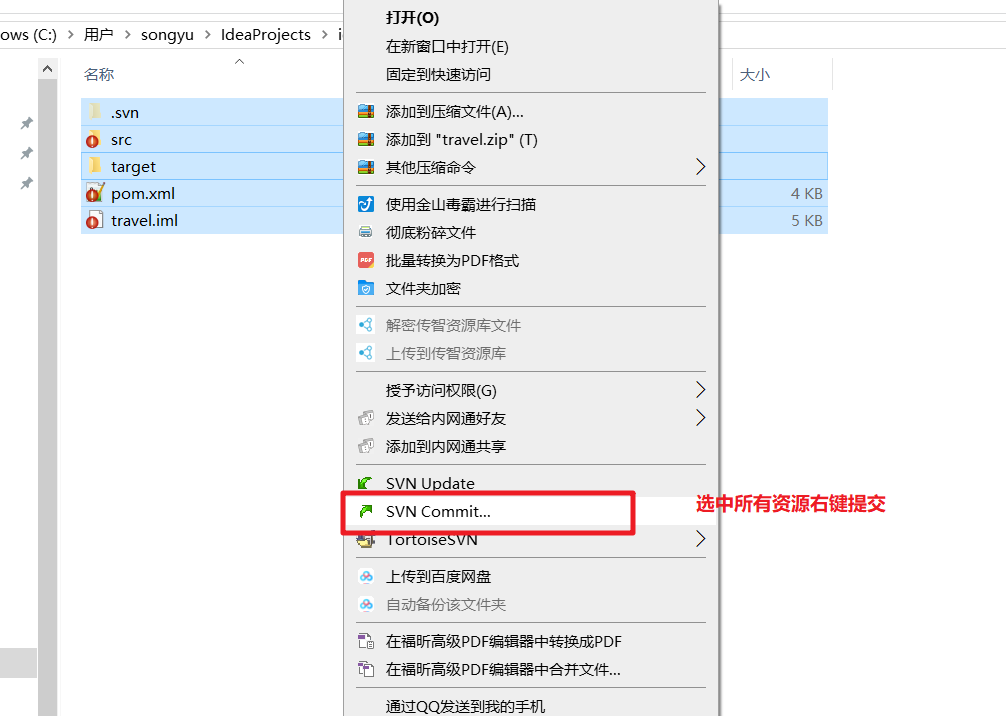 打开(O)
ows (C:) > 用户 > songyu > IdeaProjects >
在新窗口中打开(E)
名称
大小
固定到快速访问
.svn
添加到压缩文件(A)...
src
添加到 "travel.zip" (T)
target
其他压缩命令
pom.xml
4 KB
使用金山毒霸进行扫描
travel.iml
5 KB
彻底粉碎文件
批量转换为PDF格式
文件夹加密
解密传智资源库文件
上传到传智资源库
授予访问权限(G)
发送给内网通好友
添加到内网通共享
SVN Update
SVN Commit...
选中所有资源右键提交
TortoiseSVN
上传到百度网盘
自动备份该文件夹
在福昕高级PDF编辑器中转换成PDF
在福昕高级PDF编辑器中合并文件...
通过QQ发送到我的手机